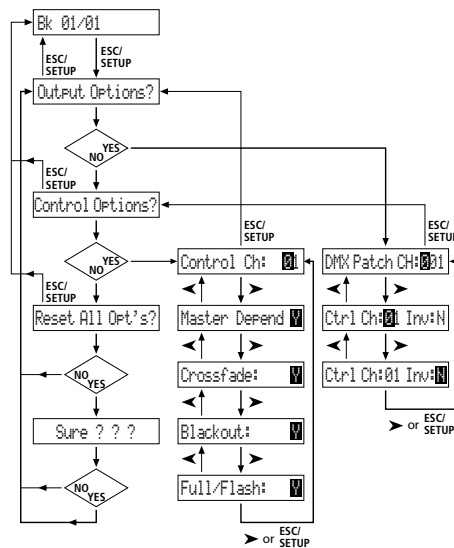 Bk 01/01
ESC/
SETUP
ESC/
SETUP
Output Options?
YES
NO
ESC/
SETUP
ESC/
SETUP
Control Options?
YES
NO
ESC/
SETUP
ESC/
SETUP
Control Ch: 01
DMX Patch CH:001
Reset All Opt's?
Master Depend Y
Ctrl Ch:01 Inv:N
NO
YES
Crossfade: Y
Ctrl Ch:01 Inv:N
Sure ? ? ?
Blackout: Y
or ESC/
SETUP
NO
YES
Full/Flash: Y
or ESC/
SETUP